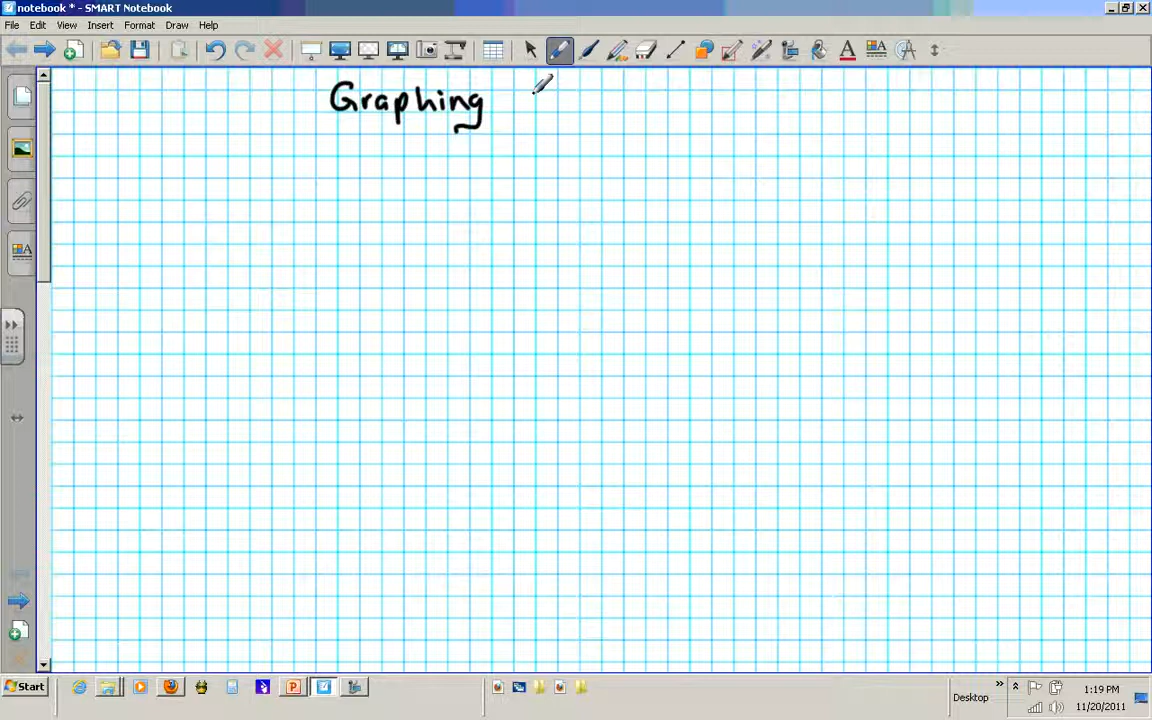 notebook * - SMART Notebook
File Edit View Insert Format Draw Help
Graphing
Start
Desktop
1:19 PM
11/20/2011